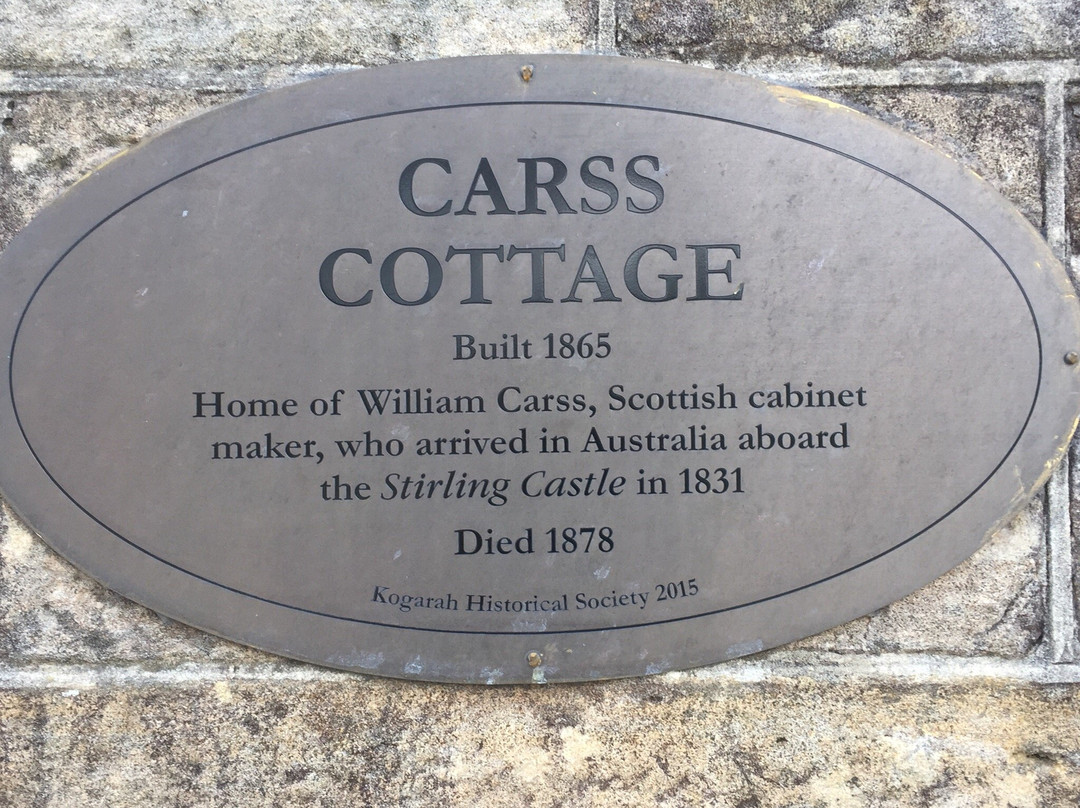 CARSS
COTTAGE
Built 1865
Home of William Carss, Scottish cabinet
maker, who arrived in Australia aboard
the Stirling Castle in 1831
Died 1878
Kogarah Historical Society 2015